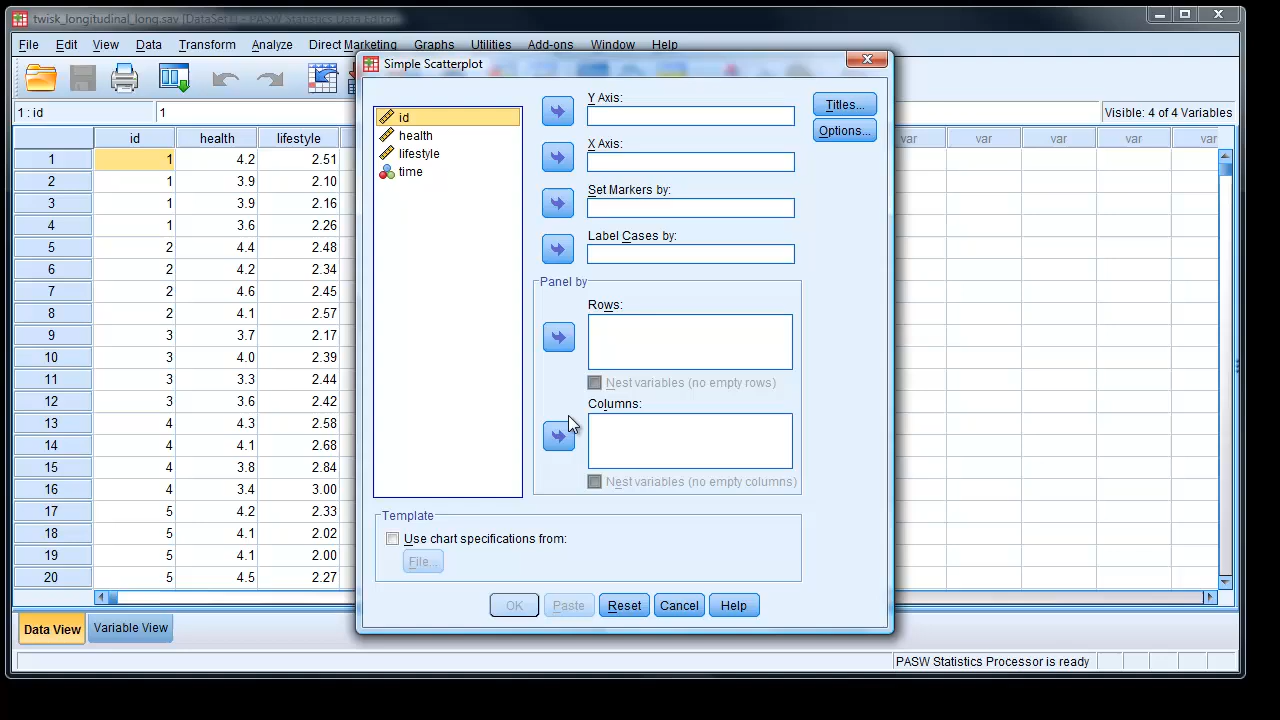 twisk_longitudinal_long.sav [DataSet1] - PASW Statistics Data Editor
File Edit View Data Transform Analyze Direct Marketing Graphs Utilities Add-ons Window Help
1 : id 1 Visible: 4 of 4 Variables
id health lifestyle var var var var
1 1 4.2 2.51
2 1 3.9 2.10
3 1 3.9 2.16
4 1 3.6 2.26
5 2 4.4 2.48
6 2 4.2 2.34
7 2 4.6 2.45
8 2 4.1 2.57
9 3 3.7 2.17
10 3 4.0 2.39
11 3 3.3 2.44
12 3 3.6 2.42
13 4 4.3 2.58
14 4 4.1 2.68
15 4 3.8 2.84
16 4 3.4 3.00
17 5 4.2 2.33
18 5 4.1 2.02
19 5 4.1 2.00
20 5 4.5 2.27
Data View Variable View
PASW Statistics Processor is ready
Simple Scatterplot
id
health
lifestyle
time
Y Axis:
X Axis:
Set Markers by:
Label Cases by:
Titles...
Options...
Panel by
Rows:
Nest variables (no empty rows)
Columns:
Nest variables (no empty columns)
Template
Use chart specifications from:
File...
OK Paste Reset Cancel Help